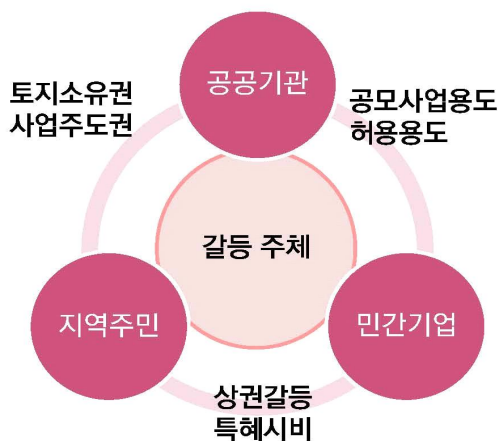 공공기관
토지소유권
사업주도권
공모사업용도
허용용도
갈등 주체
지역주민
민간기업
상권갈등
특혜시비